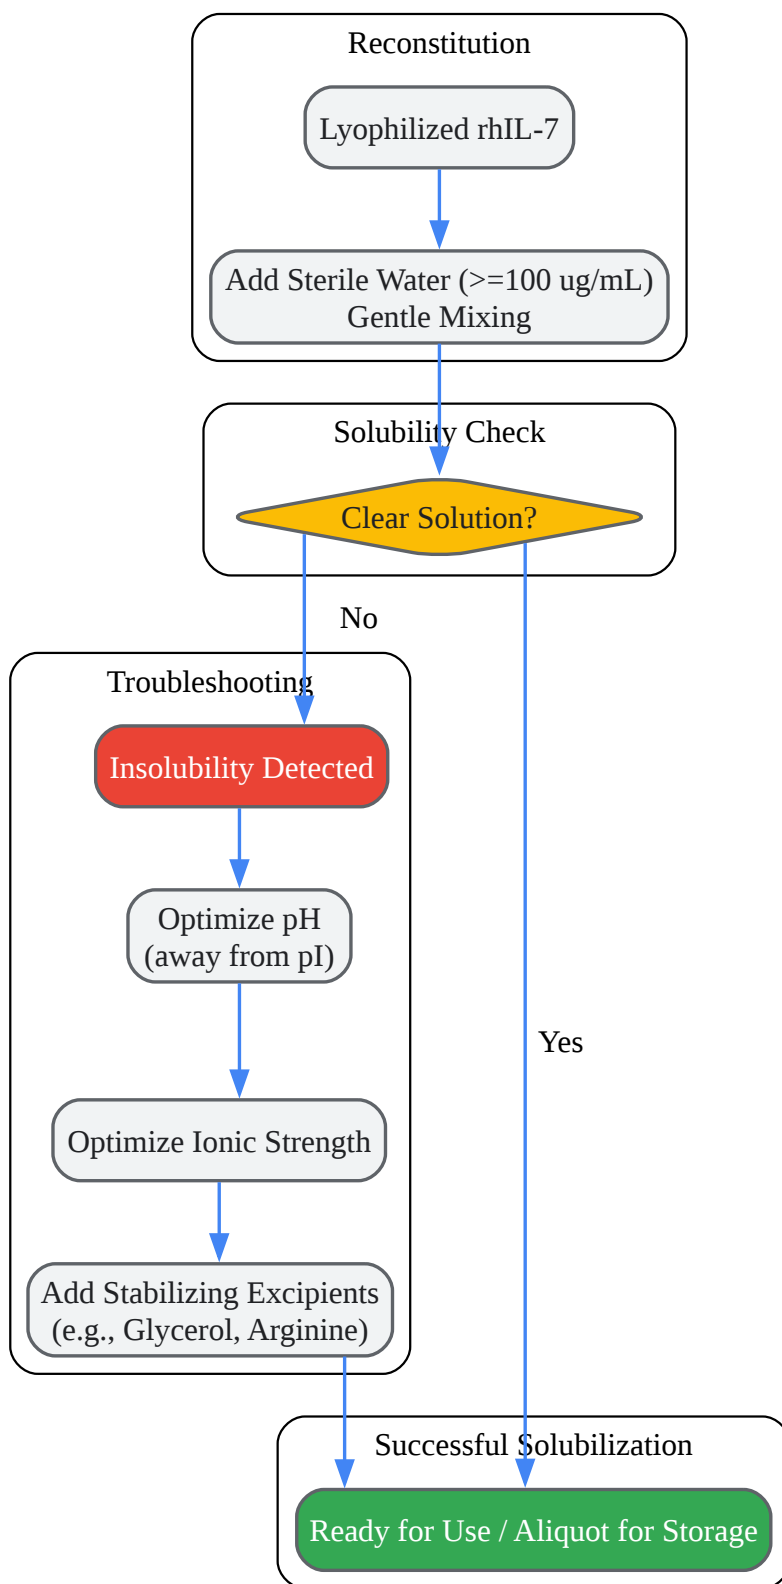 Reconstitution
Lyophilized rhIL-7
Add Sterile Water (>=100 ug/mL)
Gentle Mixing
Solubility Check
Clear Solution?
No
Troubleshooting
Insolubility Detected
Optimize pH
(away from pI)
Yes
Optimize Ionic Strength
Add Stabilizing Excipients
(e.g., Glycerol, Arginine)
Successful Solubilization
Ready for Use / Aliquot for Storage